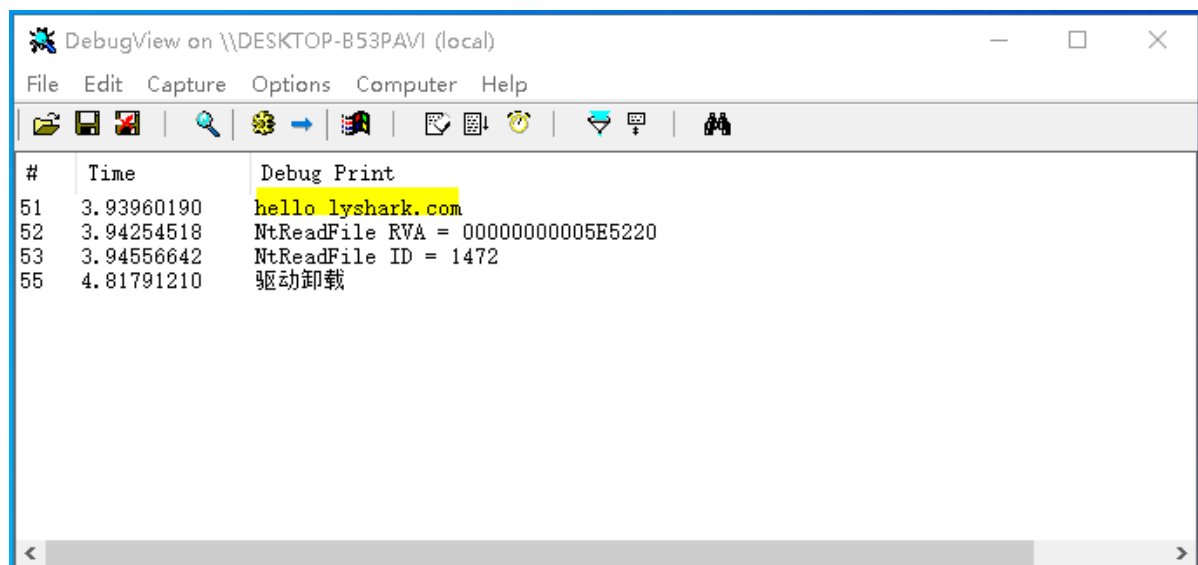 DebugView on \\DESKTOP-B53PAVI (local)
File Edit Capture Options Computer Help
# Time Debug Print
51 3.93960190 hello lyshark.com
52 3.94254518 NtReadFile RVA = 00000000005E5220
53 3.94556642 NtReadFile ID = 1472
55 4.81791210 驱动卸载